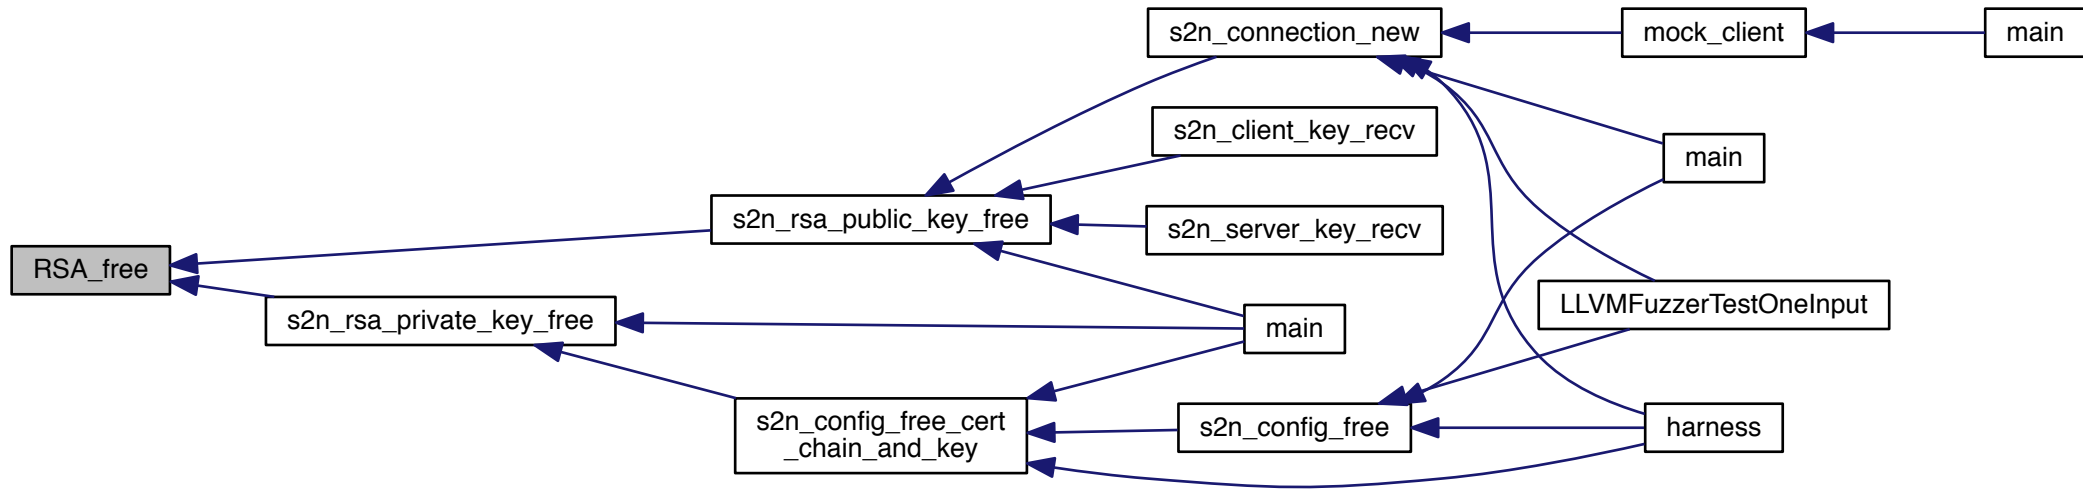 s2n_connection_new
mock_client
main
s2n_client_key_recv
main
s2n_rsa_public_key_free
s2n_server_key_recv
RSA_free
LLVMFuzzerTestOneInput
s2n_rsa_private_key_free
main
s2n_config_free_cert
_chain_and_key
s2n_config_free
harness